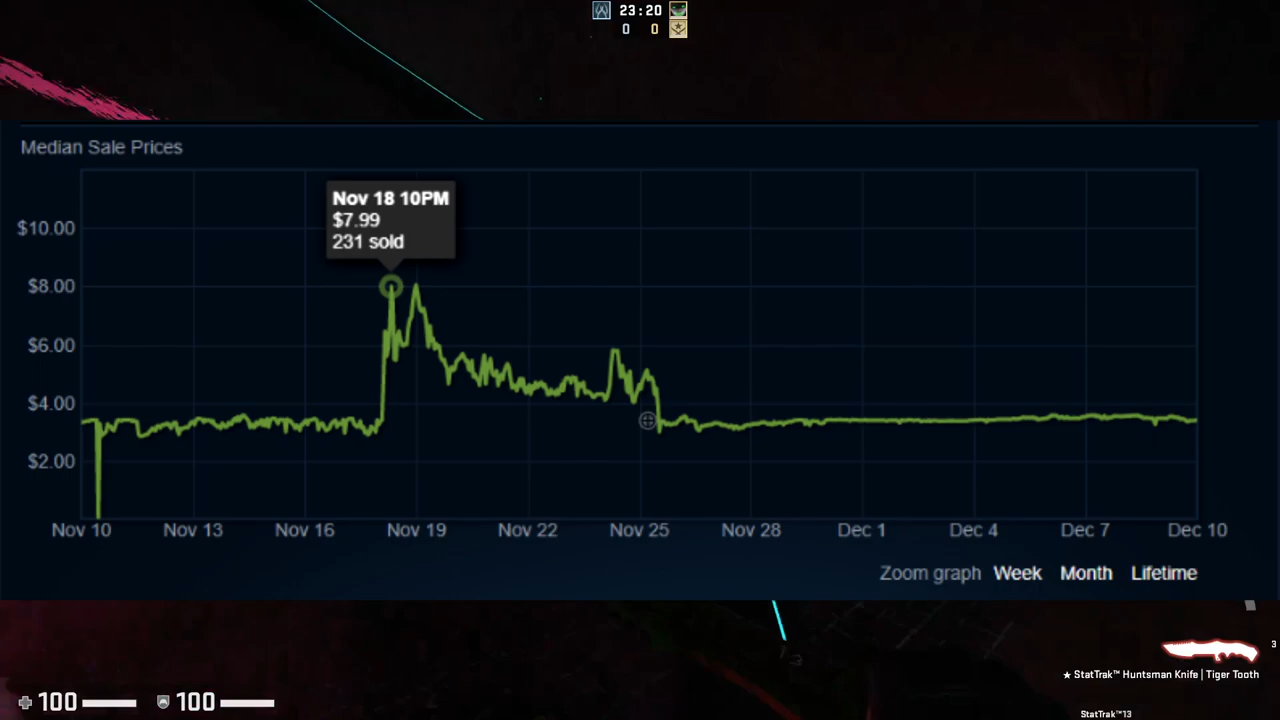 23:20
0 0
Median Sale Prices
Nov 18 10PM
$7.99
231 sold
$10.00
$8.00
$6.00
$4.00
$2.00
Nov 10 Nov 13 Nov 16 Nov 19 Nov 22 Nov 25 Nov 28 Dec 1 Dec 4 Dec 7 Dec 10
Zoom graph Week Month Lifetime
3
★ StatTrak™ Huntsman Knife | Tiger Tooth
100 100
StatTrak™13